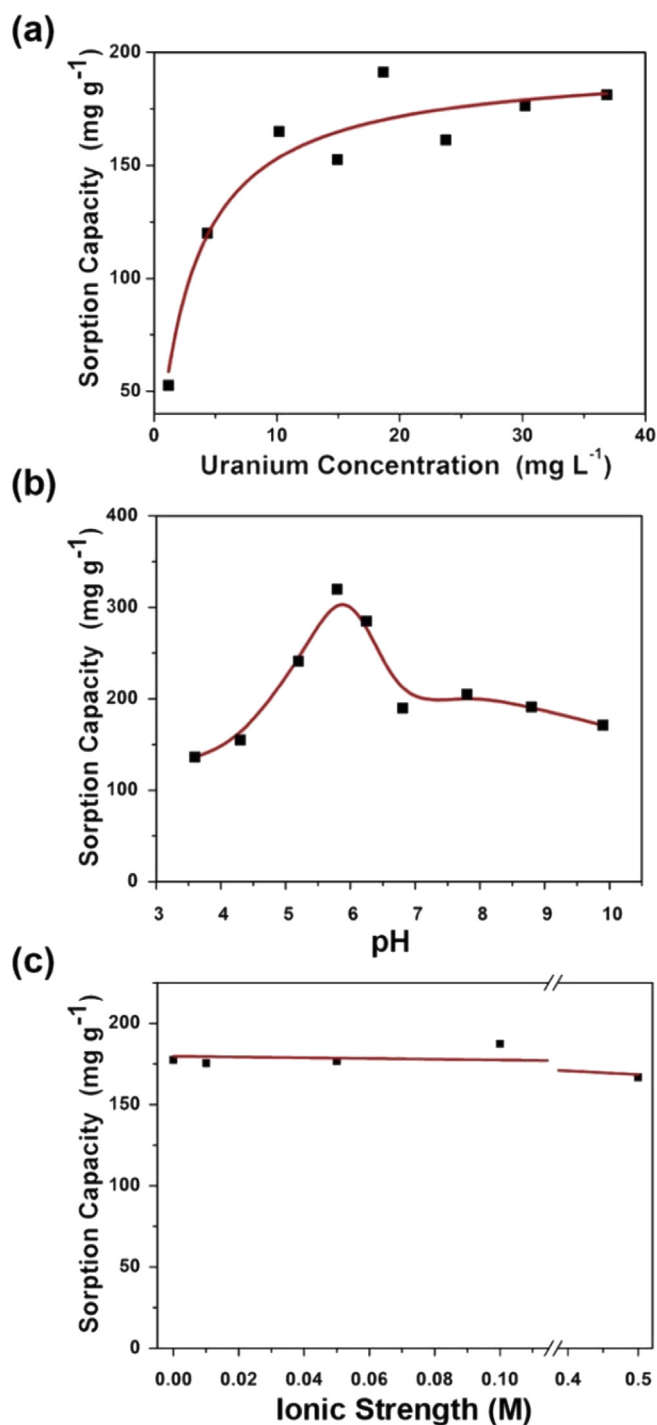 (a)
200
150
100
50
Sorption Capacity (mg g⁻¹)
0 10 20 30 40
Uranium Concentration (mg L⁻¹)
(b)
400
300
200
100
0
Sorption Capacity (mg g⁻¹)
3 4 5 6 7 8 9 10
pH
(c)
200
150
100
50
0
Sorption Capacity (mg g⁻¹)
0.00 0.02 0.04 0.06 0.08 0.10 0.4 0.5
Ionic Strength (M)